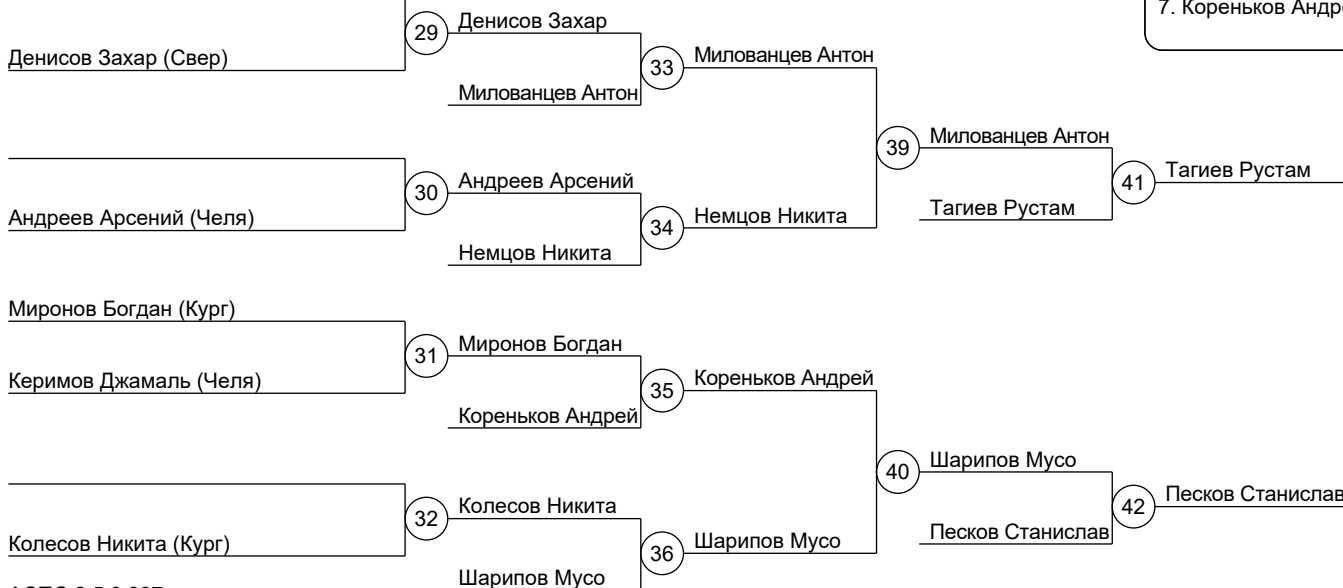 7. Кореньков Андр
29
Денисов Захар
Денисов Захар (Свер)
33
Милованцев Антон
Милованцев Антон
39
Милованцев Антон
30
Андреев Арсений
41
Тагиев Рустам
Андреев Арсений (Челя)
34
Немцов Никита
Тагиев Рустам
Немцов Никита
Миронов Богдан (Кург)
31
Миронов Богдан
Керимов Джамаль (Челя)
35
Кореньков Андрей
Кореньков Андрей
40
Шарипов Мусо
32
Колесов Никита
42
Песков Станислав
Колесов Никита (Кург)
36
Шарипов Мусо
Песков Станислав
Шарипов Мусо